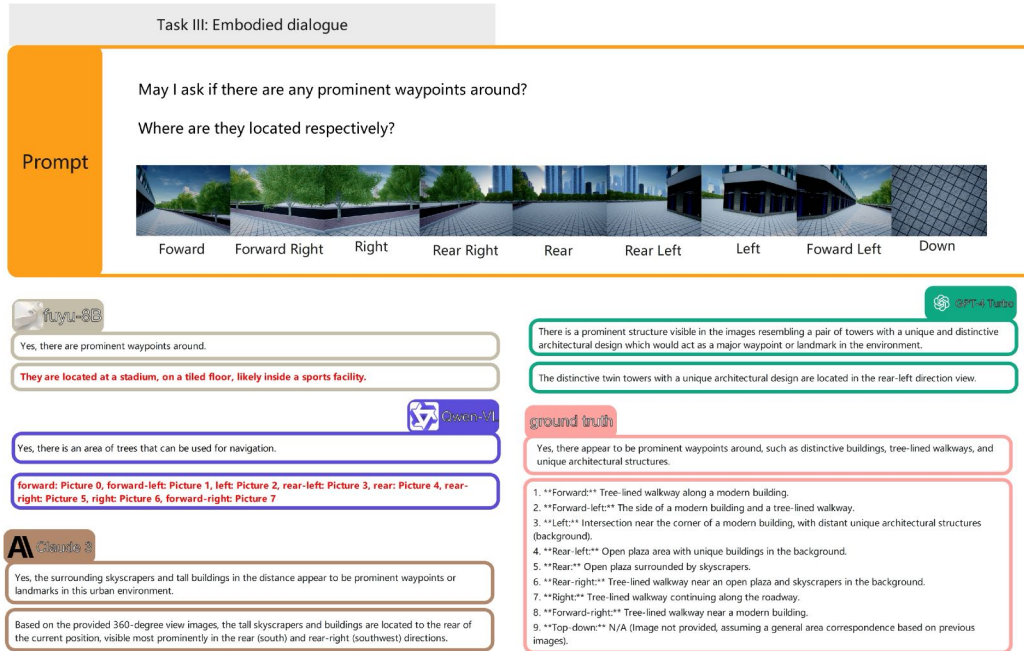 Task III: Embodied dialogue
Prompt
May I ask if there are any prominent waypoints around?
Where are they located respectively?
Foward
Forward Right
Right
Rear Right
Rear
Rear Left
Left
Foward Left
Down
fuyu-8B
Yes, there are prominent waypoints around.
They are located at a stadium, on a tiled floor, likely inside a sports facility.
Qwen-VL
Yes, there is an area of trees that can be used for navigation.
forward: Picture 0, forward-left: Picture 1, left: Picture 2, rear-left: Picture 3, rear: Picture 4, rear-
right: Picture 5, right: Picture 6, forward-right: Picture 7
Claude 3
Yes, the surrounding skyscrapers and tall buildings in the distance appear to be prominent waypoints or
landmarks in this urban environment.
Based on the provided 360-degree view images, the tall skyscrapers and buildings are located to the rear of
the current position, visible most prominently in the rear (south) and rear-right (southwest) directions.
GPT-4 Turbo
There is a prominent structure visible in the images resembling a pair of towers with a unique and distinctive
architectural design which would act as a major waypoint or landmark in the environment.
The distinctive twin towers with a unique architectural design are located in the rear-left direction view.
ground truth
Yes, there appear to be prominent waypoints around, such as distinctive buildings, tree-lined walkways, and
unique architectural structures.
1. **Forward:** Tree-lined walkway along a modern building.
2. **Forward-left:** The side of a modern building and a tree-lined walkway.
3. **Left:** Intersection near the corner of a modern building, with distant unique architectural structures
(background).
4. **Rear-left:** Open plaza area with unique buildings in the background.
5. **Rear:** Open plaza surrounded by skyscrapers.
6. **Rear-right:** Tree-lined walkway near an open plaza and skyscrapers in the background.
7. **Right:** Tree-lined walkway continuing along the roadway.
8. **Forward-right:** Tree-lined walkway near a modern building.
9. **Top-down:** N/A (Image not provided, assuming a general area correspondence based on previous
images).